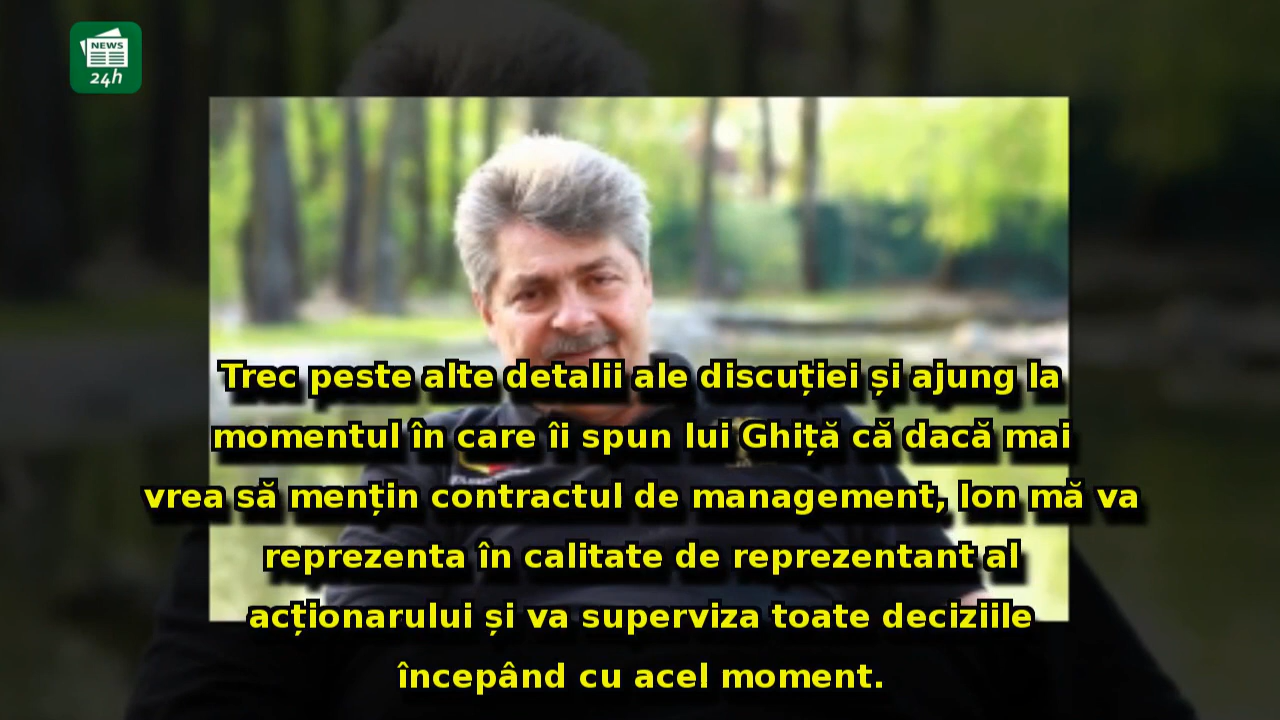 NEWS
24h
Trec peste alte detalii ale discuției și ajung la
momentul în care îi spun lui Ghiță că dacă mai
vrea să mențin contractul de management, Ion mă va
reprezenta în calitate de reprezentant al
acționarului și va superviza toate deciziile
începând cu acel moment.